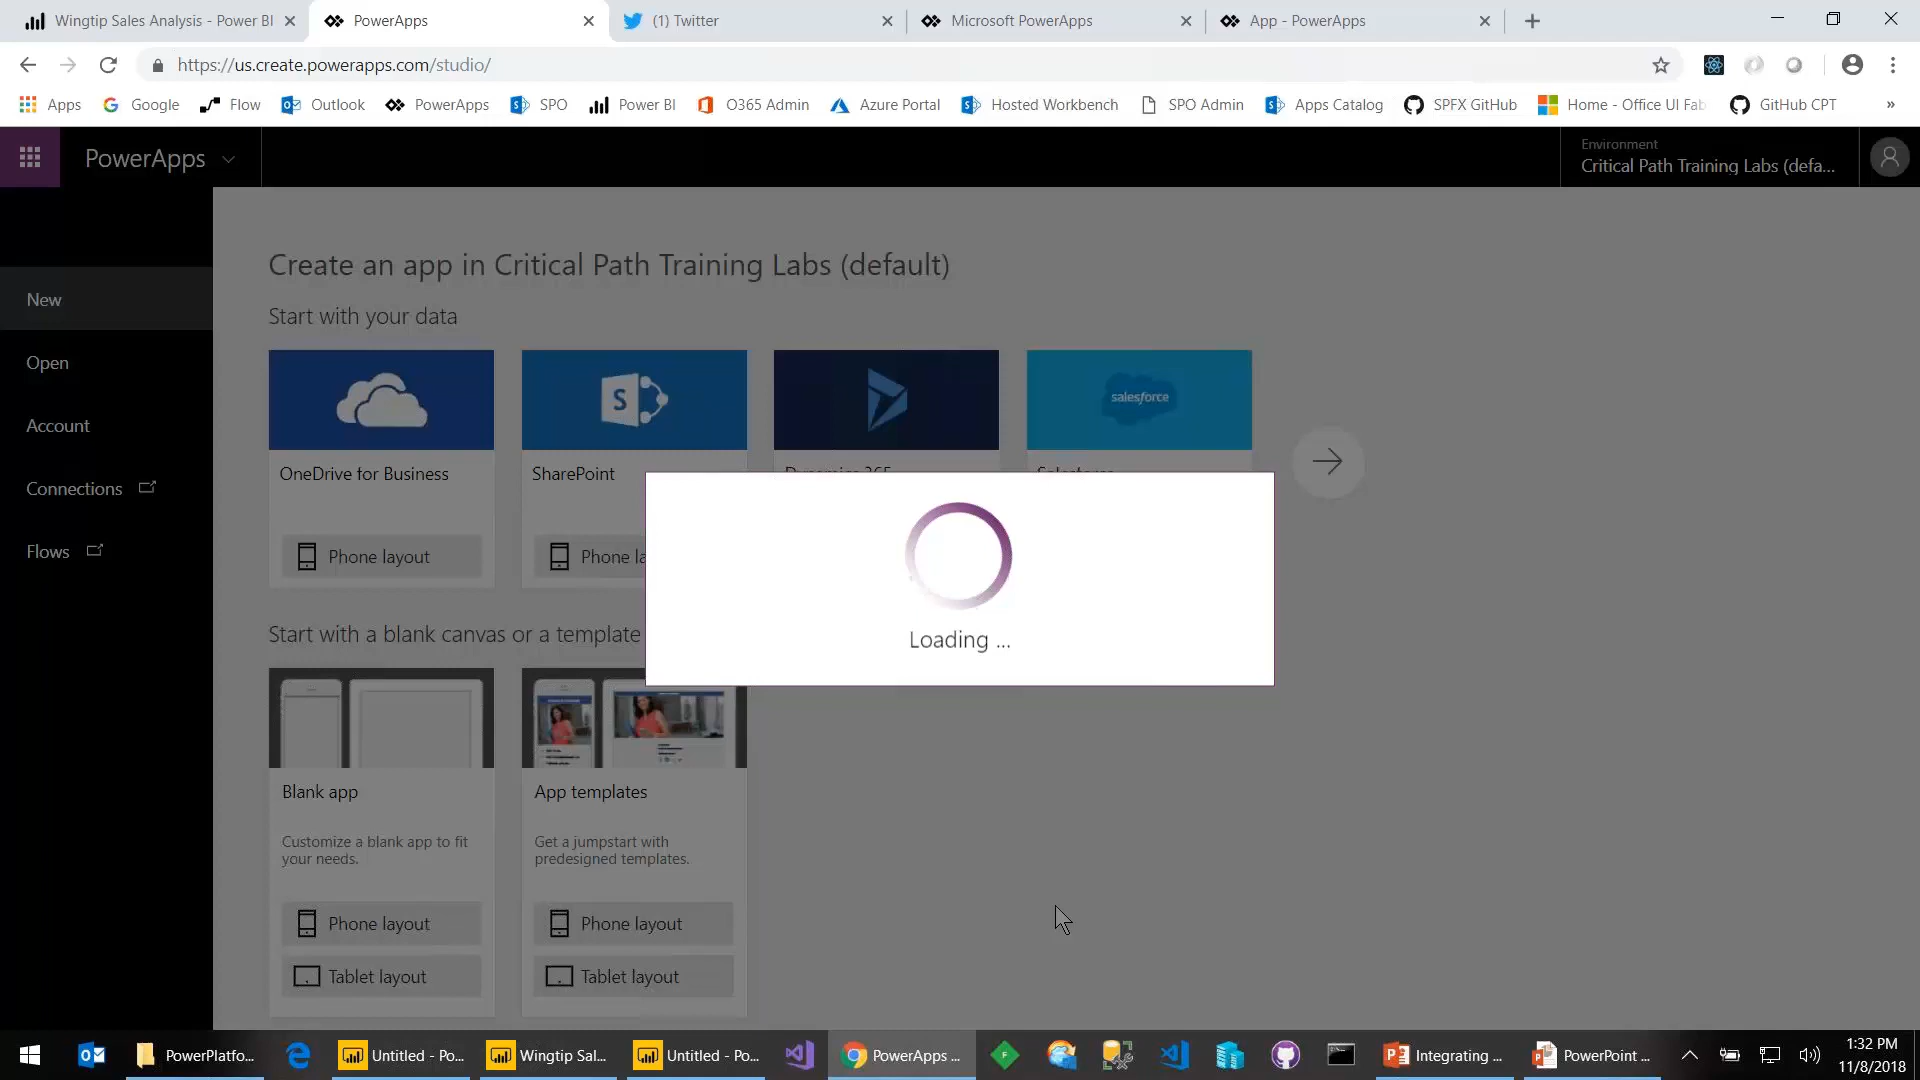 Wingtip Sales Analysis - Power BI
PowerApps
(1) Twitter
Microsoft PowerApps
App - PowerApps
https://us.create.powerapps.com/studio/
Apps
Google
Flow
Outlook
PowerApps
SPO
Power BI
O365 Admin
Azure Portal
Hosted Workbench
SPO Admin
Apps Catalog
SPFX GitHub
Home - Office UI Fab
GitHub CPT
»
PowerApps
Environment
Critical Path Training Labs (defa...
New
Open
Account
Connections
Flows
Create an app in Critical Path Training Labs (default)
Start with your data
S
salesforce
OneDrive for Business
SharePoint
Dynamics 365
Salesforce
Phone layout
Phone la
Loading ...
Start with a blank canvas or a template
Blank app
Customize a blank app to fit
your needs.
Phone layout
Tablet layout
App templates
Get a jumpstart with
predesigned templates.
Phone layout
Tablet layout
PowerPlatfo...
Untitled - Po...
Wingtip Sal...
Untitled - Po...
PowerApps ...
Integrating ...
PowerPoint ...
1:32 PM
11/8/2018